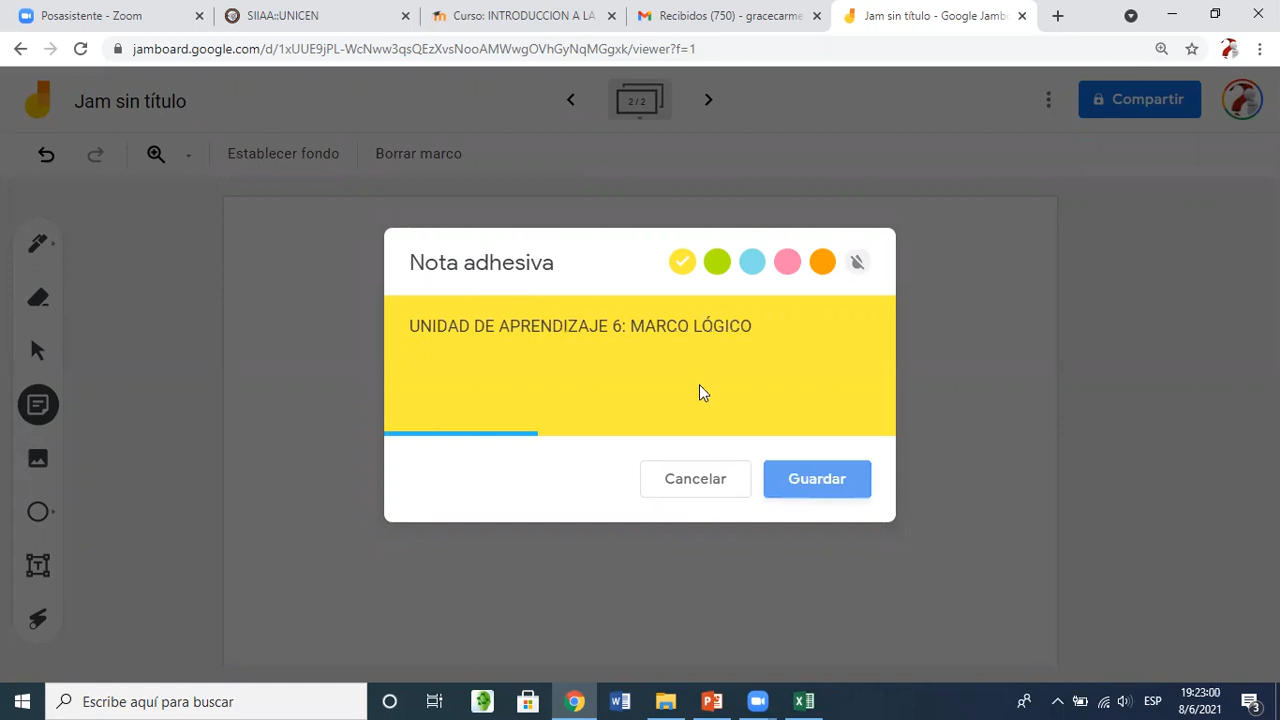 Posasistente - Zoom
SIIAA::UNICEN
Curso: INTRODUCCION A LA
Recibidos (750) - gracecarme
Jam sin título - Google Jamb
jamboard.google.com/d/1xUUE9jPL-WcNww3qsQEzXvsNooAMWwzOVhGyNqMGgxk/viewer?f=1
Jam sin título
2 / 2
Compartir
Establecer fondo
Borrar marco
Nota adhesiva
UNIDAD DE APRENDIZAJE 6: MARCO LÓGICO
Cancelar
Guardar
Escribe aquí para buscar
ESP
19:23:00
8/6/2021
3